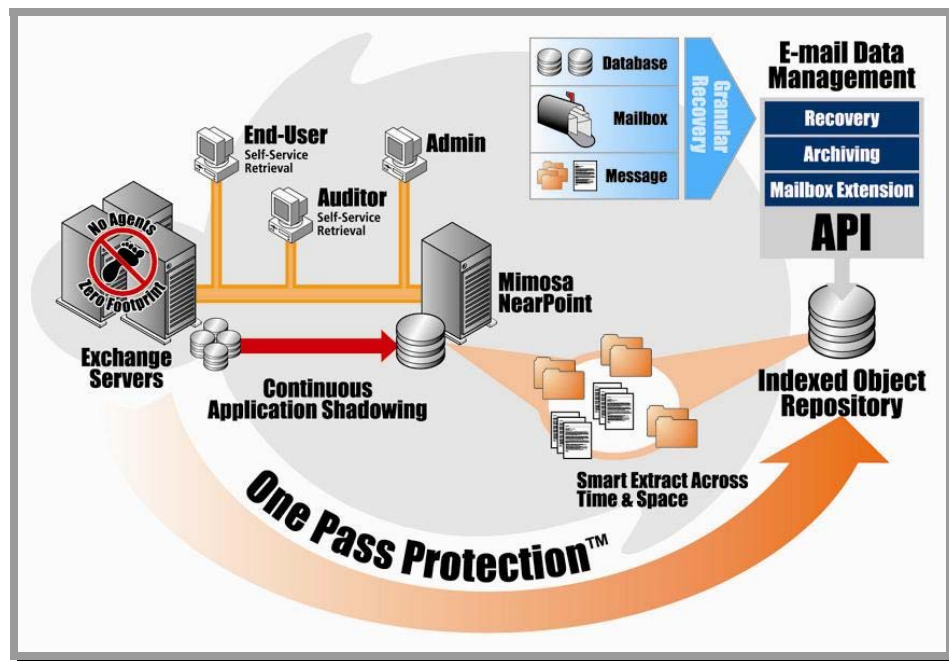 Database
Mailbox
Message
Granular
Recovery
E-mail Data
Management
Recovery
Archiving
Mailbox Extension
API
End-User
Self-Service
Retrieval
Admin
Auditor
Self-Service
Retrieval
No Agents
Zero Footprint
Mimosa
NearPoint
Exchange
Servers
Continuous
Application Shadowing
Indexed Object
Repository
Smart Extract Across
Time & Space
One Pass Protection™